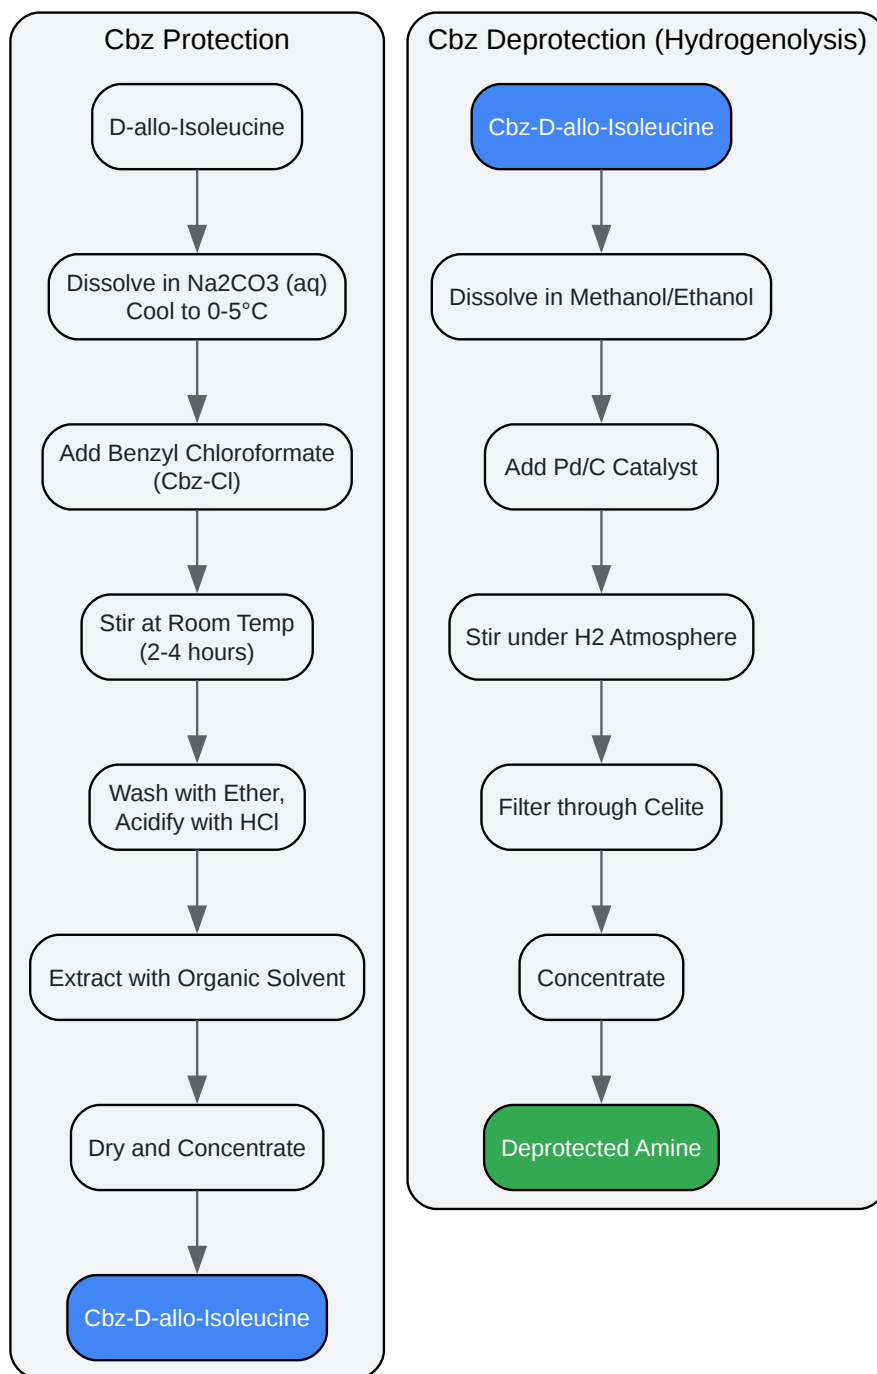 Cbz Protection
D-allo-Isoleucine
Dissolve in Na2CO3 (aq)
Cool to 0-5°C
Add Benzyl Chloroformate
(Cbz-Cl)
Stir at Room Temp
(2-4 hours)
Wash with Ether,
Acidify with HCl
Extract with Organic Solvent
Dry and Concentrate
Cbz-D-allo-Isoleucine
Cbz Deprotection (Hydrogenolysis)
Cbz-D-allo-Isoleucine
Dissolve in Methanol/Ethanol
Add Pd/C Catalyst
Stir under H2 Atmosphere
Filter through Celite
Concentrate
Deprotected Amine